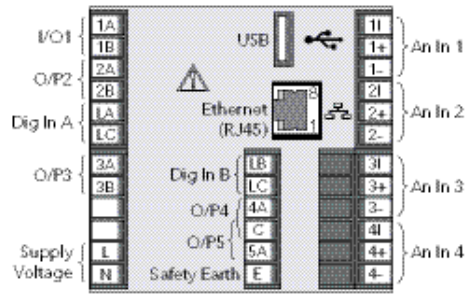 I/O1
1A
1B
O/P2
2A
2B
Dig In A
LA
LC
O/P3
3A
3B
Supply
Voltage
L
N
USB
Ethernet
(RJ45)
8
1
Dig In B
LB
LC
O/P4
4A
C
O/P5
5A
Safety Earth
E
1I
1+
1-
An In 1
2I
2+
2-
An In 2
3I
3+
3-
An In 3
4I
4+
4-
An In 4